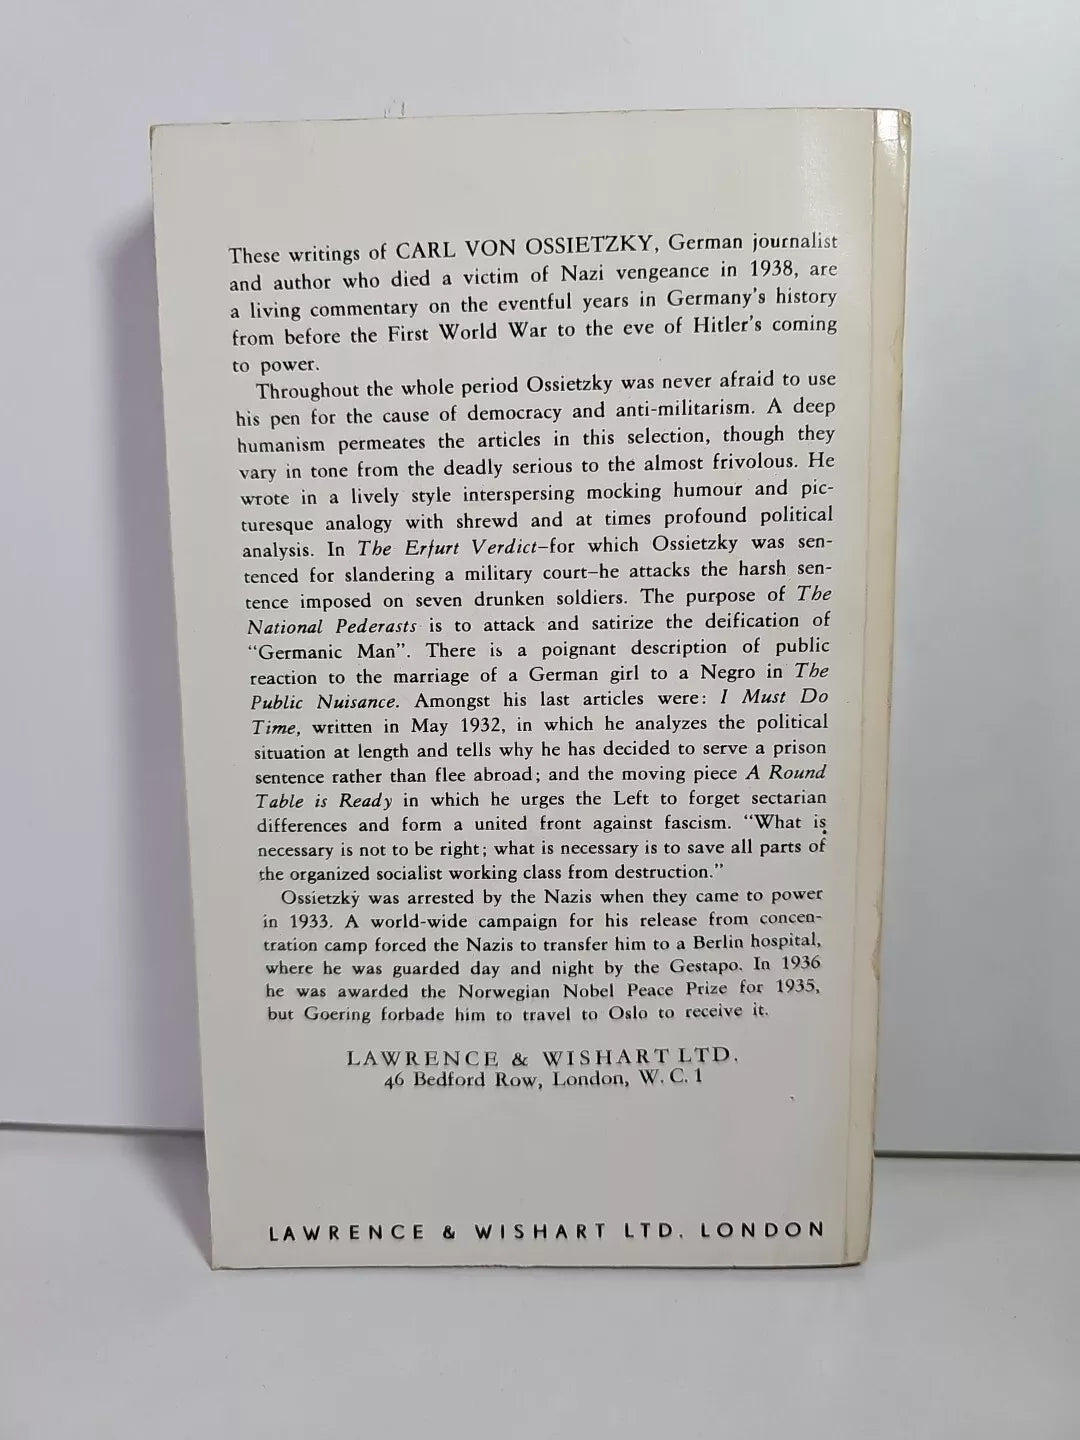 These writings of CARL VON OSSIETZKY, German journalist
and author who died a victim of Nazi vengeance in 1938, are
a living commentary on the eventful years in Germany's history
from before the First World War to the eve of Hitler's coming
to power.
Throughout the whole period Ossietzky was never afraid to use
his pen for the cause of democracy and anti-militarism. A deep
humanism permeates the articles in this selection, though they
vary in tone from the deadly serious to the almost frivolous. He
wrote in a lively style interspersing mocking humour and pic-
turesque analogy with shrewd and at times profound political
analysis. In The Erfurt Verdict–for which Ossietzky was sen-
tenced for slandering a military court–he attacks the harsh sen-
tence imposed on seven drunken soldiers. The purpose of The
National Pederasts is to attack and satirize the deification of
"Germanic Man". There is a poignant description of public
reaction to the marriage of a German girl to a Negro in The
Public Nuisance. Amongst his last articles were: I Must Do
Time, written in May 1932, in which he analyzes the political
situation at length and tells why he has decided to serve a prison
sentence rather than flee abroad; and the moving piece A Round
Table is Ready in which he urges the Left to forget sectarian
differences and form a united front against fascism. "What is
necessary is not to be right; what is necessary is to save all parts of
the organized socialist working class from destruction."
Ossietzky was arrested by the Nazis when they came to power
in 1933. A world-wide campaign for his release from concen-
tration camp forced the Nazis to transfer him to a Berlin hospital,
where he was guarded day and night by the Gestapo. In 1936
he was awarded the Norwegian Nobel Peace Prize for 1935,
but Goering forbade him to travel to Oslo to receive it.
LAWRENCE & WISHART LTD.
46 Bedford Row, London, W.C.1
LAWRENCE & WISHART LTD. LONDON